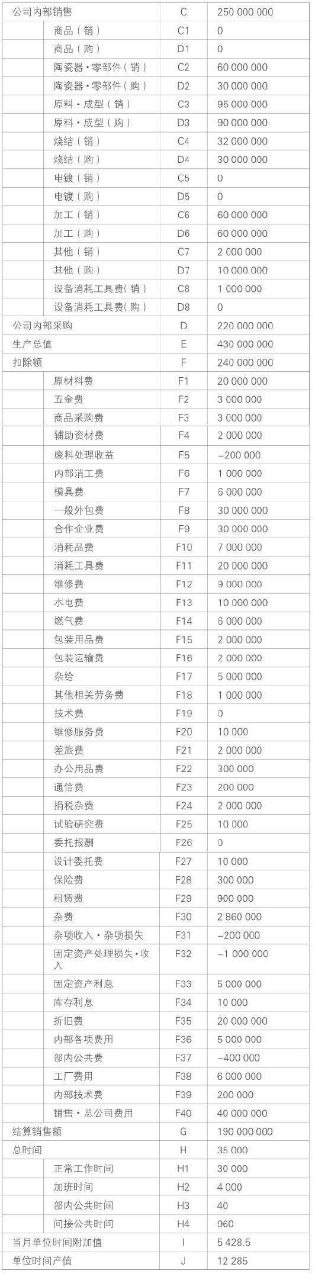 公司内部销售 C 250 000 000
商品(销) C1 0
商品(购) D1 0
陶瓷器·零部件(销) C2 60 000 000
陶瓷器·零部件(购) D2 30 000 000
原料·成型(销) C3 95 000 000
原料·成型(购) D3 90 000 000
烧结(销) C4 32 000 000
烧结(购) D4 30 000 000
电镀(销) C5 0
电镀(购) D5 0
加工(销) C6 60 000 000
加工(购) D6 60 000 000
其他(销) C7 2 000 000
其他(购) D7 10 000 000
设备消耗工具费(销) C8 1 000 000
设备消耗工具费(购) D8 0
公司内部采购 D 220 000 000
生产总值 E 430 000 000
扣除额 F 240 000 000
原材料费 F1 20 000 000
五金费 F2 3 000 000
商品采购费 F3 3 000 000
辅助资材费 F4 2 000 000
废料处理收益 F5 -200 000
内部消工费 F6 1 000 000
模具费 F7 6 000 000
一般外包费 F8 30 000 000
合作企业费 F9 30 000 000
消耗品费 F10 7 000 000
消耗工具费 F11 20 000 000
维修费 F12 9 000 000
水电费 F13 10 000 000
燃气费 F14 6 000 000
包装用品费 F15 2 000 000
包装运输费 F16 2 000 000
杂给 F17 5 000 000
其他相关劳务费 F18 1 000 000
技术费 F19 0
维修服务费 F20 10 000
差旅费 F21 2 000 000
办公用品费 F22 300 000
通信费 F23 200 000
捐税杂费 F24 2 000 000
试验研究费 F25 10 000
委托报酬 F26 0
设计委托费 F27 10 000
保险费 F28 300 000
租赁费 F29 900 000
杂费 F30 2 860 000
杂项收入·杂项损失 F31 -200 000
固定资产处理损失·收 F32 -1 000 000
入
固定资产利息 F33 5 000 000
库存利息 F34 10 000
折旧费 F35 20 000 000
内部各项费用 F36 5 000 000
部内公共费 F37 -400 000
工厂费用 F38 6 000 000
内部技术费 F39 200 000
销售·总公司费用 F40 40 000 000
结算销售额 G 190 000 000
总时间 H 35 000
正常工作时间 H1 30 000
加班时间 H2 4 000
部内公共时间 H3 40
间接公共时间 H4 960
当月单位时间附加值 I 5 428.5
单位时间产值 J 12 285